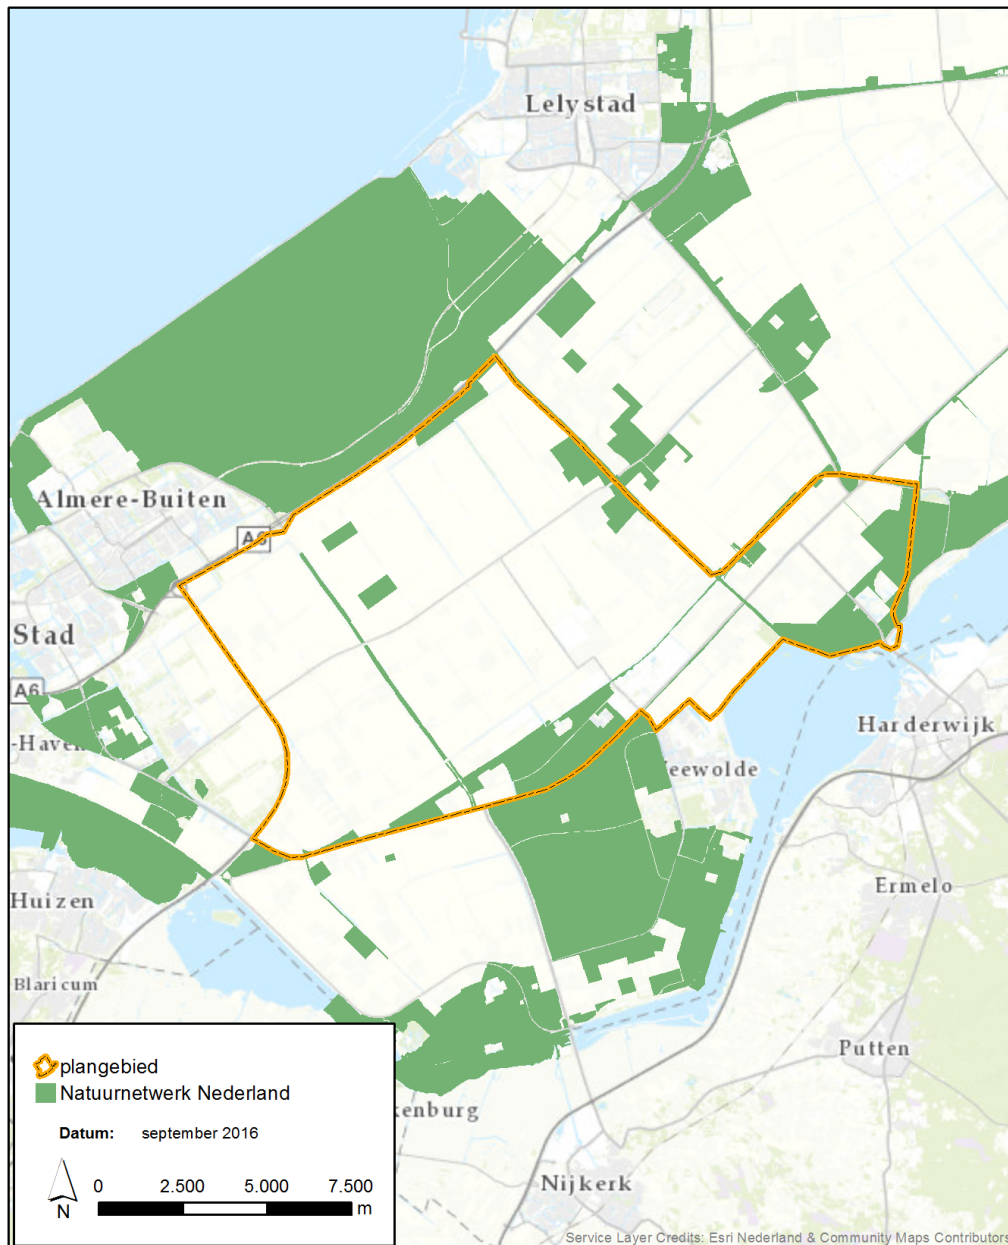 Lelystad
Almere-Buiten
A6
Stad
A6
-Haven
Harderwijk
eewolde
Ermelo
Huizen
Blaricum
plangebied
Natuurnetwerk Nederland
Datum: september 2016
Putten
kenburg
0 2.500 5.000 7.500
m
N
Nijkerk
Service Layer Credits: Esri Nederland & Community Maps Contributors